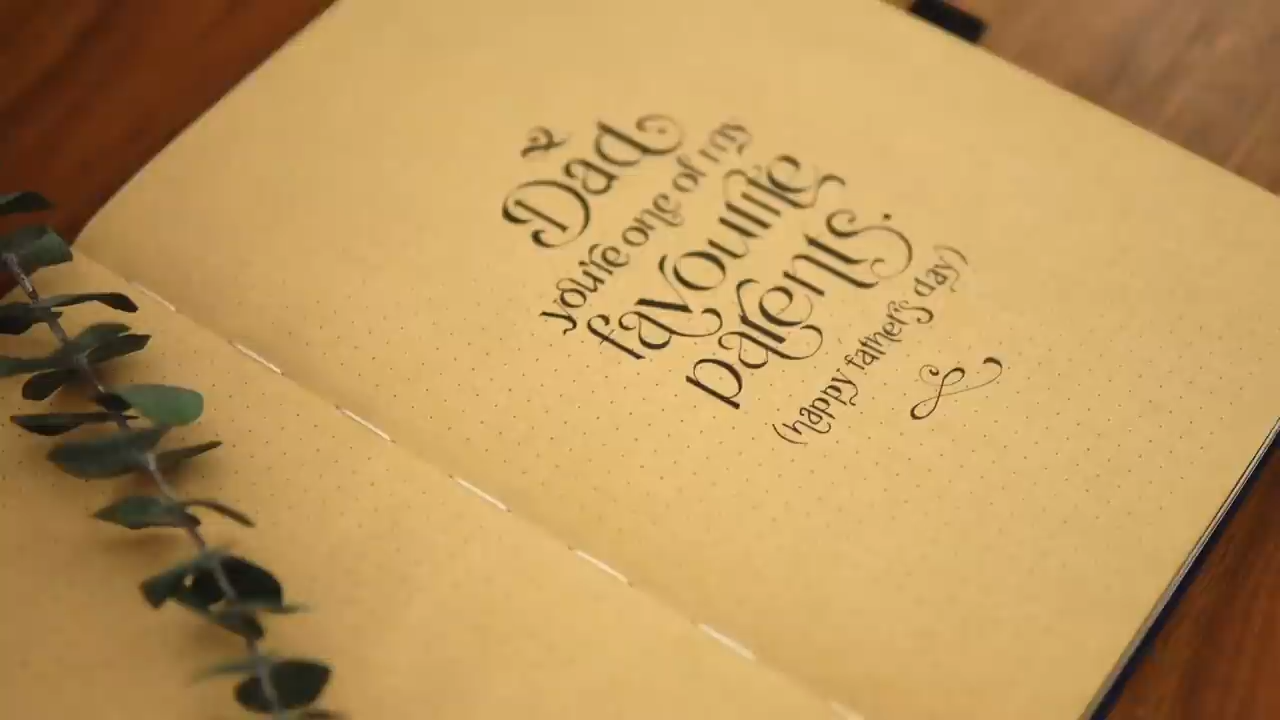 Dad
you're one of my
favourite
parents.
(happy father's day)